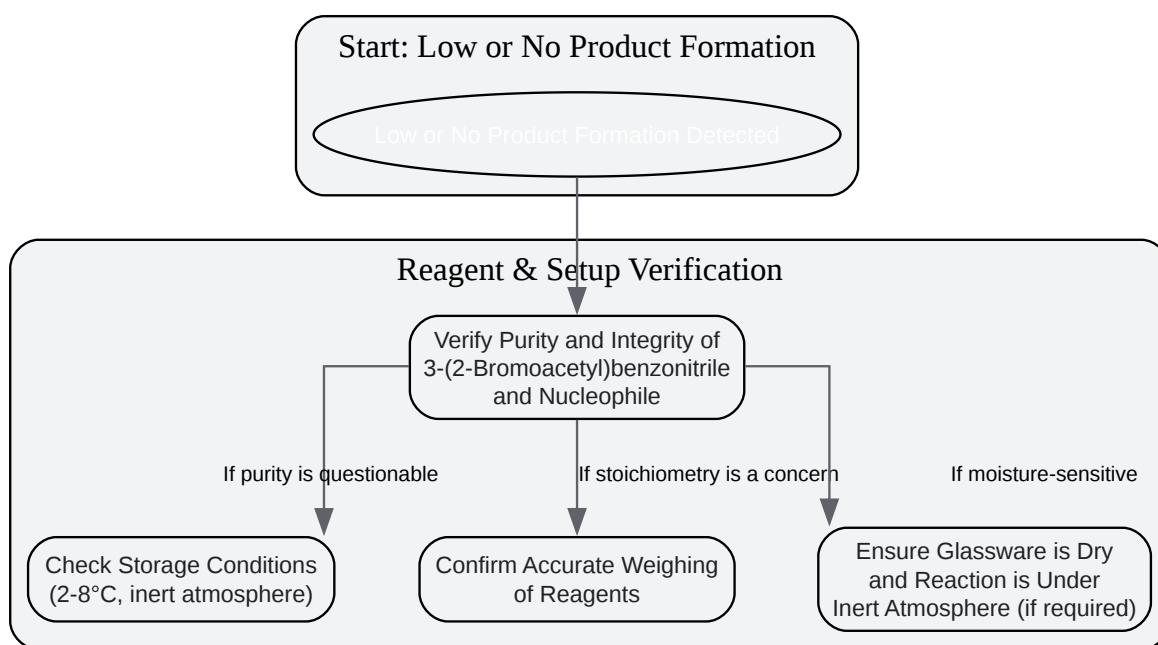 Start: Low or No Product Formation
Low or No Product Formation Detected
Reagent & Setup Verification
Verify Purity and Integrity of
3-(2-Bromoacetyl)benzonitrile
and Nucleophile
If purity is questionable
If stoichiometry is a concern
If moisture-sensitive
Check Storage Conditions
(2-8°C, inert atmosphere)
Confirm Accurate Weighing
of Reagents
Ensure Glassware is Dry
and Reaction is Under
Inert Atmosphere (if required)